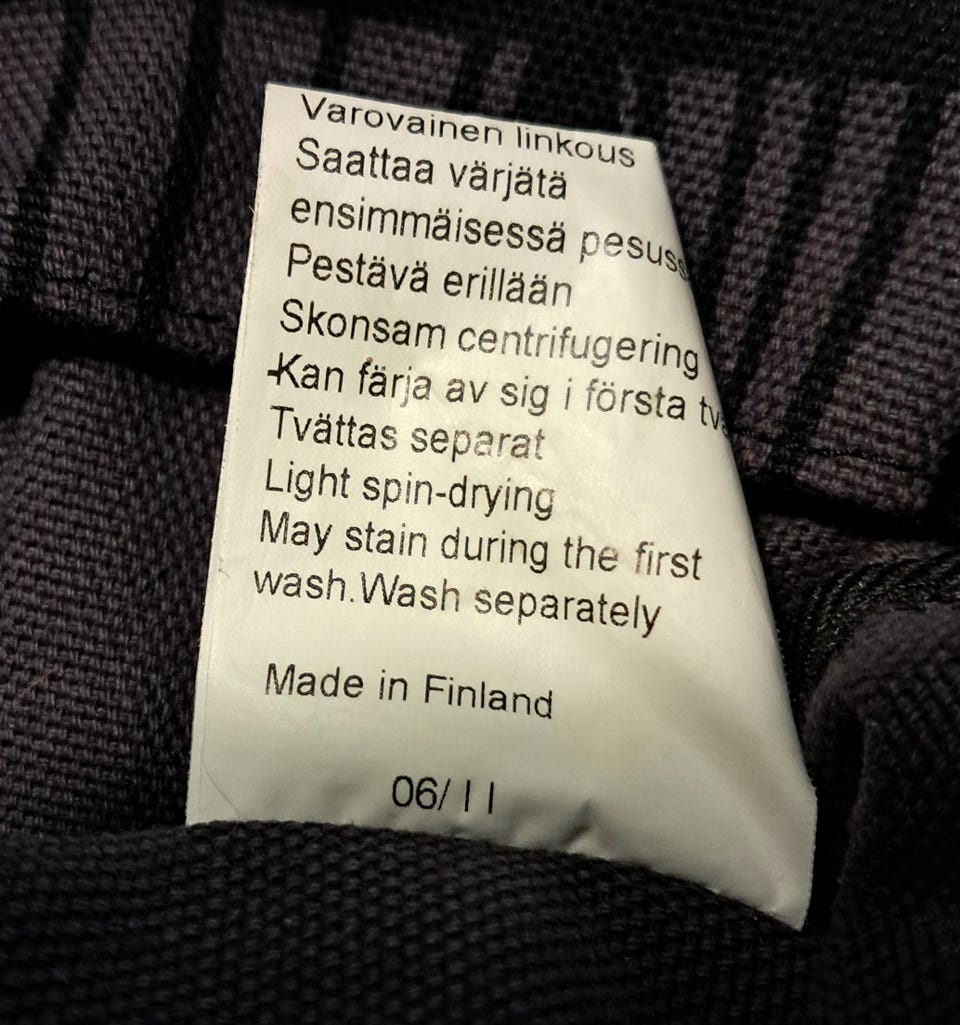 Varovainen linkous
Saattaa värjätä
ensimmäisessä pesuss
Pestävä erillään
Skonsam centrifugering
Kan färja av sig i första
Tvättas separat
Light spin-drying
May stain during the first
wash.Wash separately
Made in Finland
06/11